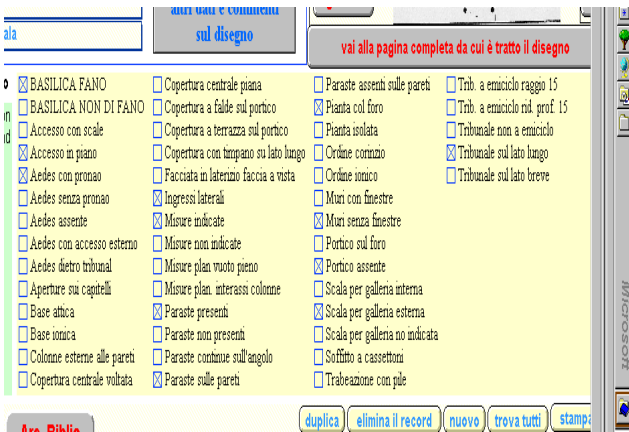 altri dati e commenti
sul disegno
ala
vai alla pagina completa da cui è tratto il disegno
BASILICA FANO
BASILICA NON DI FANO
Accesso con scale
Accesso in piano
Aedes con pronao
Aedes senza pronao
Aedes assente
Aedes con accesso esterno
Aedes dietro tribunal
Aperture sui capitelli
Base attica
Base ionica
Colonne esterne alle pareti
Copertura centrale voltata
Copertura centrale piana
Copertura a falde sul portico
Copertura a terrazza sul portico
Copertura con timpano su lato lungo
Facciata in laterizio faccia a vista
Ingressi laterali
Misure indicate
Misure non indicate
Misure plan vuoto pieno
Misure plan. interassi colonne
Paraste presenti
Paraste non presenti
Paraste continue sull'angolo
Paraste sulle pareti
Paraste assenti sulle pareti
Pianta col foro
Pianta isolata
Ordine corinzio
Ordine ionico
Muri con finestre
Muri senza finestre
Portico sul foro
Portico assente
Scala per galleria interna
Scala per galleria esterna
Scala per galleria no indicata
Soffitto a cassettoni
Trabeazione con pile
Trib. a emiciclo raggio 15
Trib. a emiciclo rid. prof. 15
Tribunale non a emiciclo
Tribunale sul lato lungo
Tribunale sul lato breve
Arc. Biblio
duplica
elimina il record
nuovo
trova tutti
stampa
Microsoft